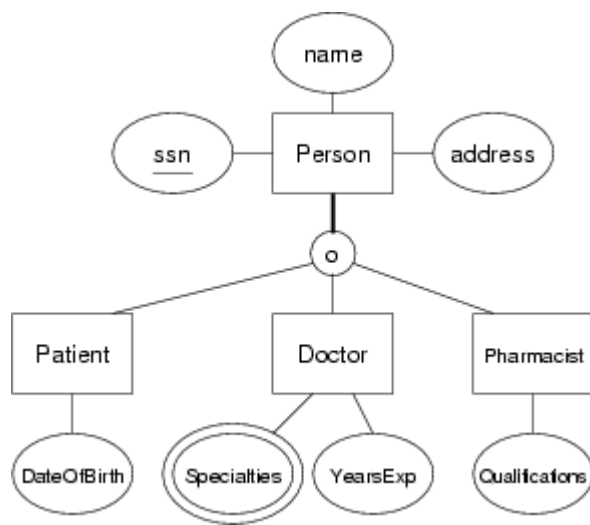 name
ssn
Person
address
o
Patient
Doctor
Pharmacist
DateOfBirth
Specialties
YearsExp
Qualifications